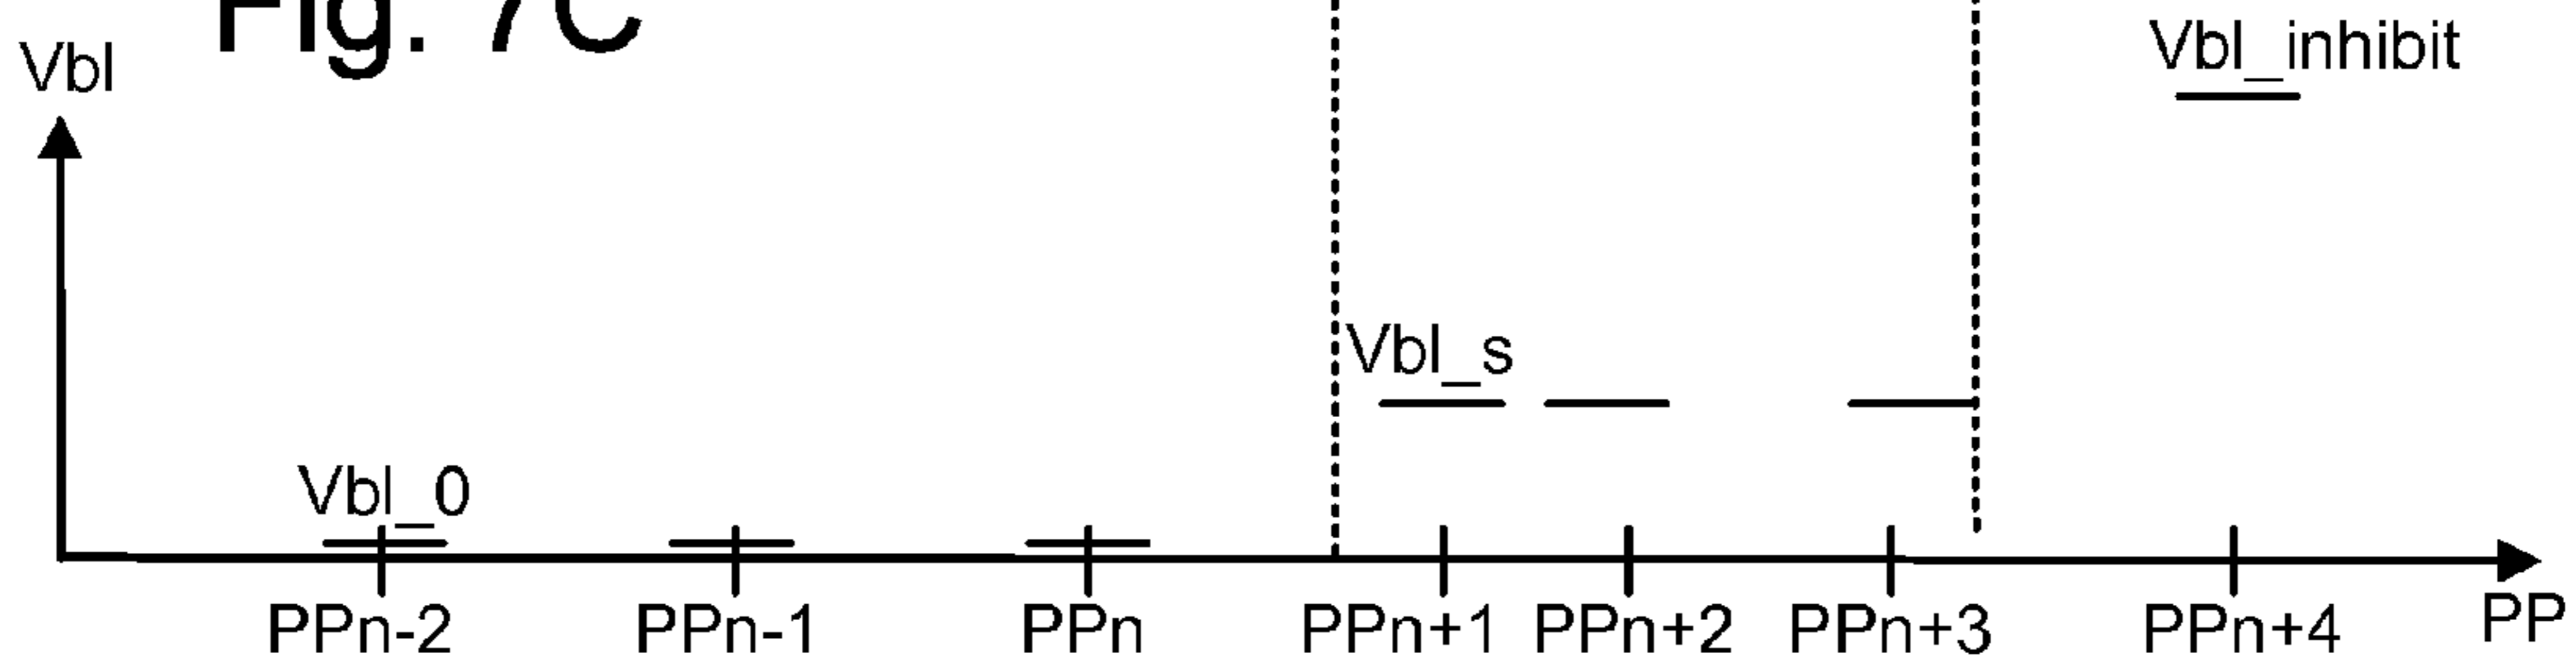 Fig. 7C
Vbl
Vbl_inhibit
Vbl_s
Vbl_0
PPn-2 PPn-1 PPn PPn+1 PPn+2 PPn+3 PPn+4 PP